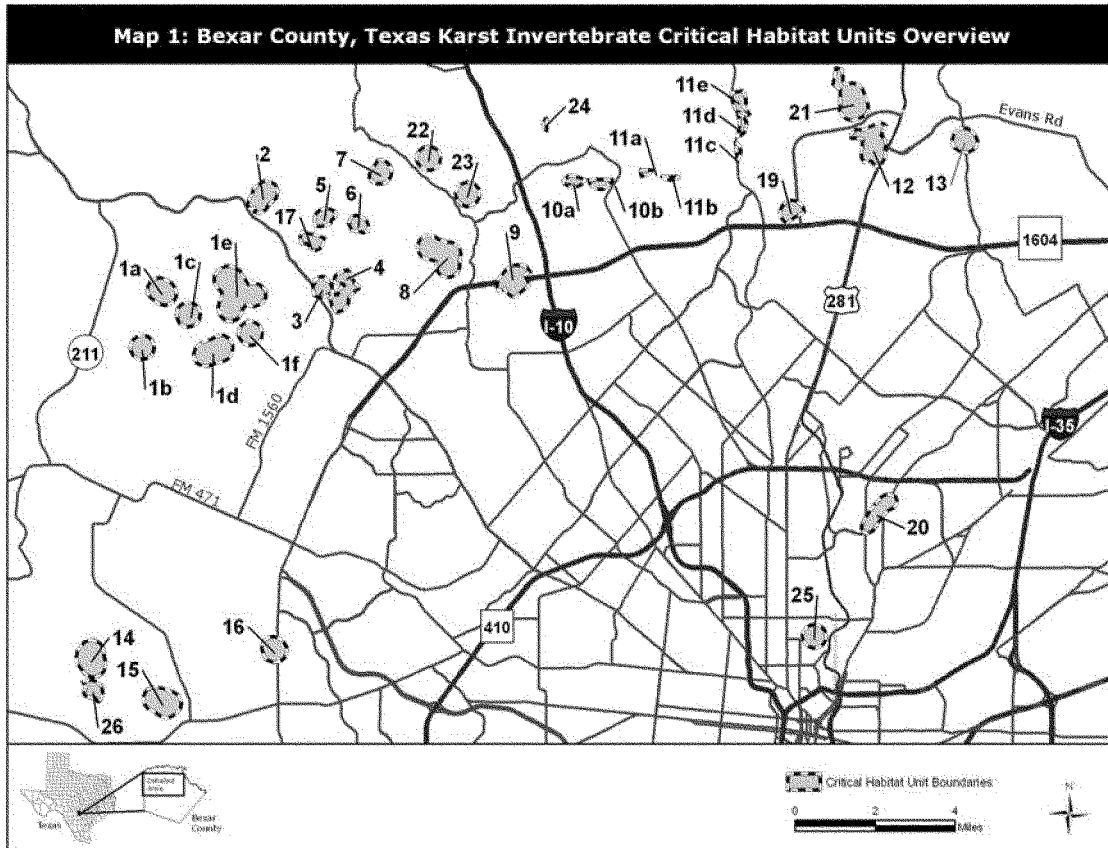 Map 1: Bexar County, Texas Karst Invertebrate Critical Habitat Units Overview
24
11e
11d
11c
21
Evans Rd
22
7
23
11a
11b
10a
10b
12
13
19
2
5
6
17
9
1604
1e
1c
1a
4
3
8
281
I-10
211
1b
1d
1f
FM 1560
I-35
FM 471
20
25
16
410
14
15
26
Texas
Bexar
County
Detailed
Area
Critical Habitat Unit Boundaries
0 2 4
Miles
N